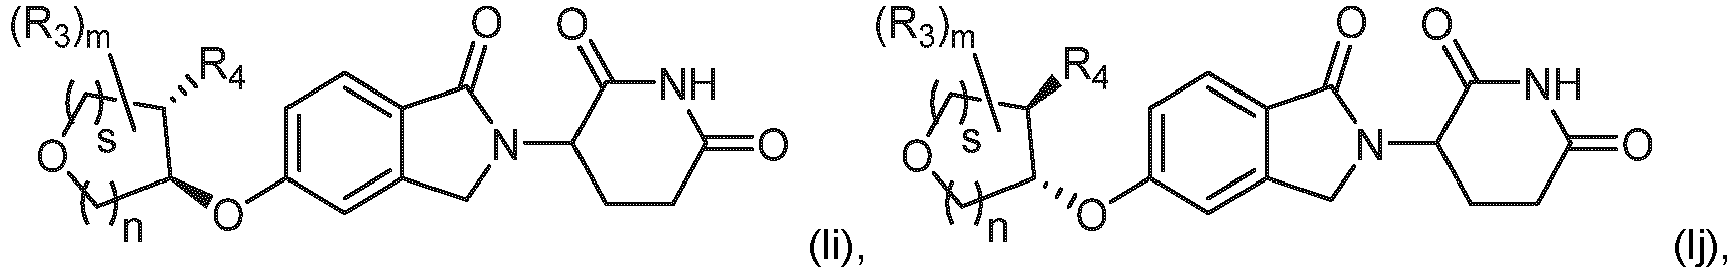 (R3)m R4 O ( ) s ( ) n O O N O NH O (Ii),
(R3)m R4 O ( ) s ( ) n O O N O NH O (Ij),